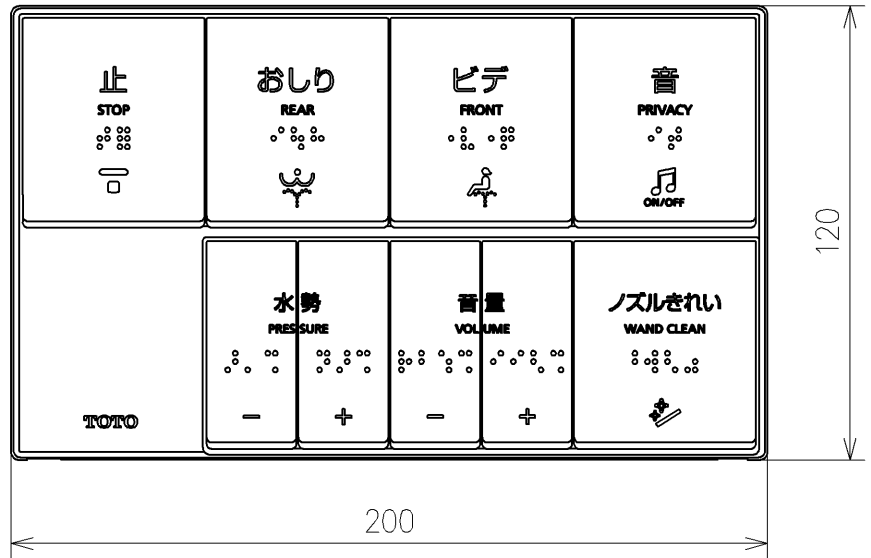 止 おしり ビデ 音
STOP REAR FRONT PRIVACY
ON/OFF
120
水勢 音量 ノズルきれい
PRESSURE VOLUME WAND CLEAN
− + − +
TOTO
200